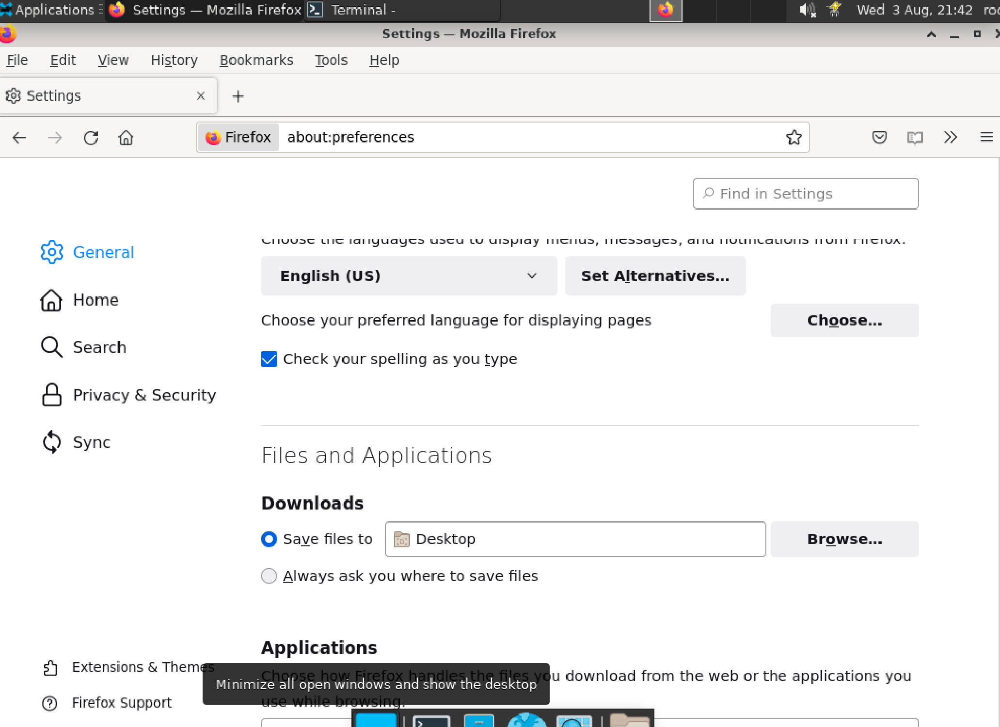 Applications
Settings — Mozilla Firefox
Terminal -
Wed 3 Aug, 21:42
Settings — Mozilla Firefox
File Edit View History Bookmarks Tools Help
Settings
Firefox about:preferences
Find in Settings
Choose the languages used to display menus, messages, and notifications from Firefox.
General
English (US) Set Alternatives...
Home
Choose your preferred language for displaying pages Choose...
Search
Check your spelling as you type
Privacy & Security
Sync
Files and Applications
Downloads
Save files to Desktop Browse...
Always ask you where to save files
Applications
Extensions & Themes
Choose how Firefox handles the files you download from the web or the applications you
Minimize all open windows and show the desktop
use while browsing.
Firefox Support